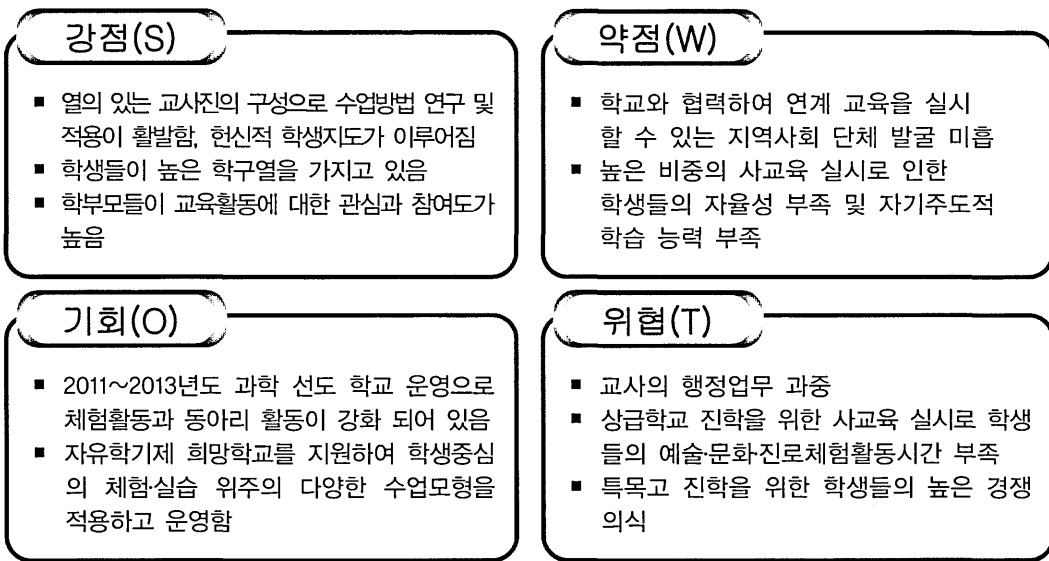 강점(S)
■ 열의 있는 교사진의 구성으로 수업방법 연구 및
적용이 활발함, 헌신적 학생지도가 이루어짐
■ 학생들이 높은 학구열을 가지고 있음
■ 학부모들이 교육활동에 대한 관심과 참여도가
높음
약점(W)
■ 학교와 협력하여 연계 교육을 실시
할 수 있는 지역사회 단체 발굴 미흡
■ 높은 비중의 사교육 실시로 인한
학생들의 자율성 부족 및 자기주도적
학습 능력 부족
기회(O)
■ 2011~2013년도 과학 선도 학교 운영으로
체험활동과 동아리 활동이 강화 되어 있음
■ 자유학기제 희망학교를 지원하여 학생중심
의 체험·실습 위주의 다양한 수업모형을
적용하고 운영함
위협(T)
■ 교사의 행정업무 과중
■ 상급학교 진학을 위한 사교육 실시로 학생
들의 예술·문화·진로체험활동시간 부족
■ 특목고 진학을 위한 학생들의 높은 경쟁
의식